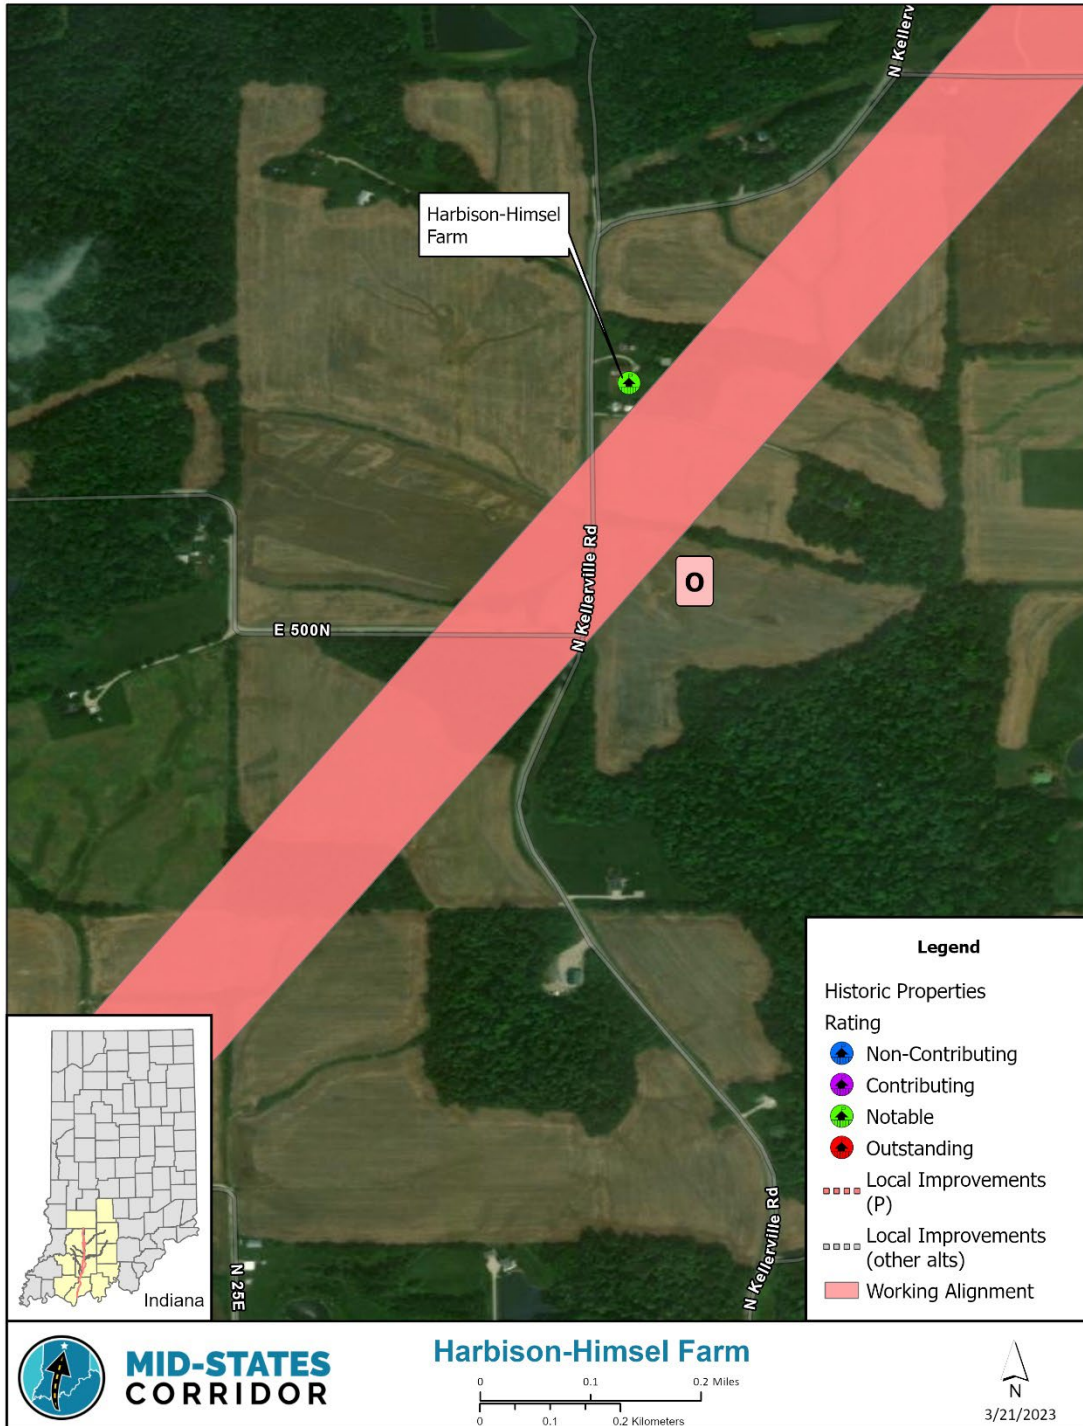 N Keller
Harbison-Himsel
Farm
N Kellerville Rd
O
E 500N
Legend
Historic Properties
Rating
Non-Contributing
Contributing
Notable
Outstanding
Local Improvements
(P)
Local Improvements
(other alts)
Working Alignment
Indiana
N 25E
N Kellerville Rd
MID-STATES
CORRIDOR
Harbison-Himsel Farm
0 0.1 0.2 Miles
0 0.1 0.2 Kilometers
N
3/21/2023